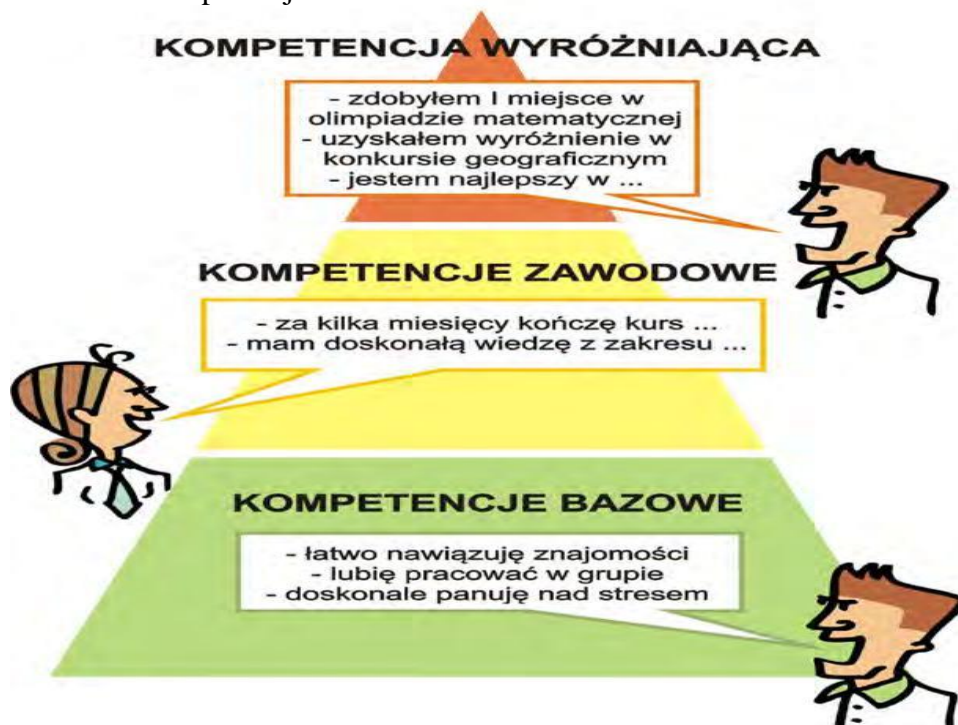 KOMPETENCJA WYRÓŻNIAJĄCA
- zdobyłem I miejsce w
olimpiadzie matematycznej
- uzyskałem wyróżnienie w
konkursie geograficznym
- jestem najlepszy w ...
KOMPETENCJE ZAWODOWE
- za kilka miesięcy kończę kurs ...
- mam doskonałą wiedzę z zakresu ...
KOMPETENCJE BAZOWE
- łatwo nawiązuję znajomości
- lubię pracować w grupie
- doskonale panuję nad stresem